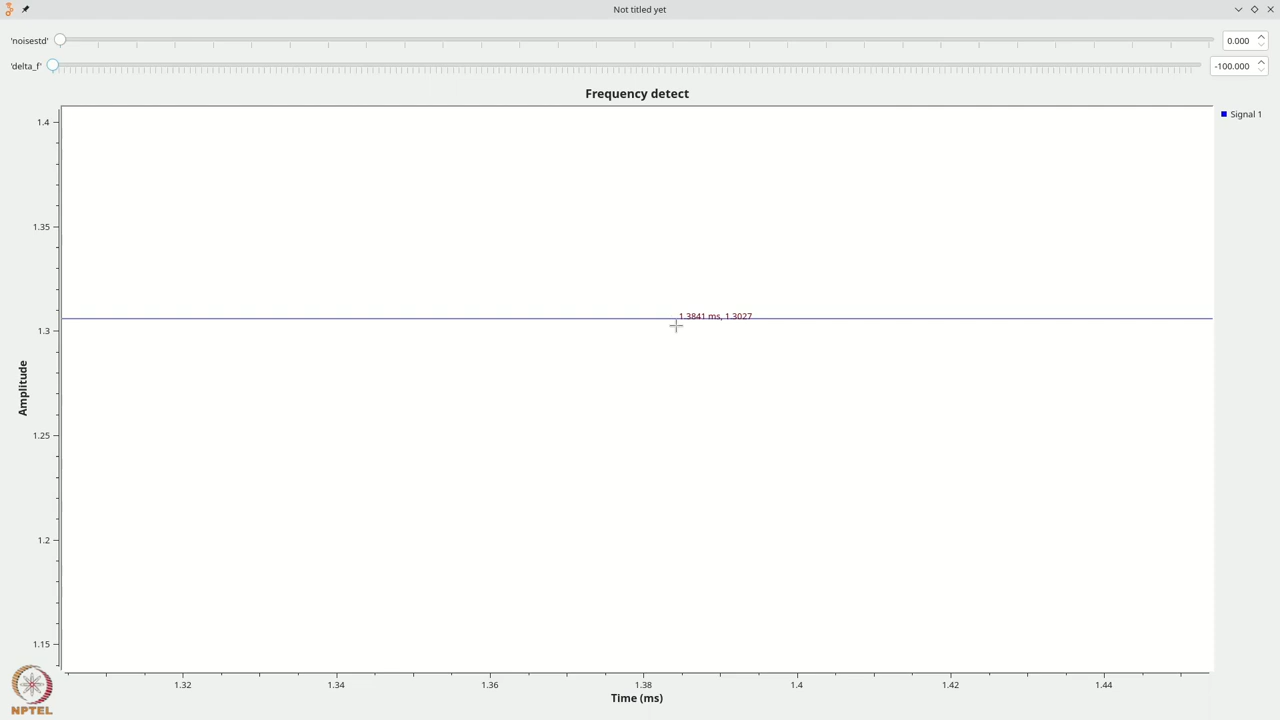 Not titled yet
'noisestd'
0.000
'delta_f'
-100.000
Frequency detect
Signal 1
1.4
1.35
1.3
1.25
1.2
1.15
Amplitude
1.3841 ms, 1.3027
1.32
1.34
1.36
1.38
1.4
1.42
1.44
Time (ms)
NPTEL